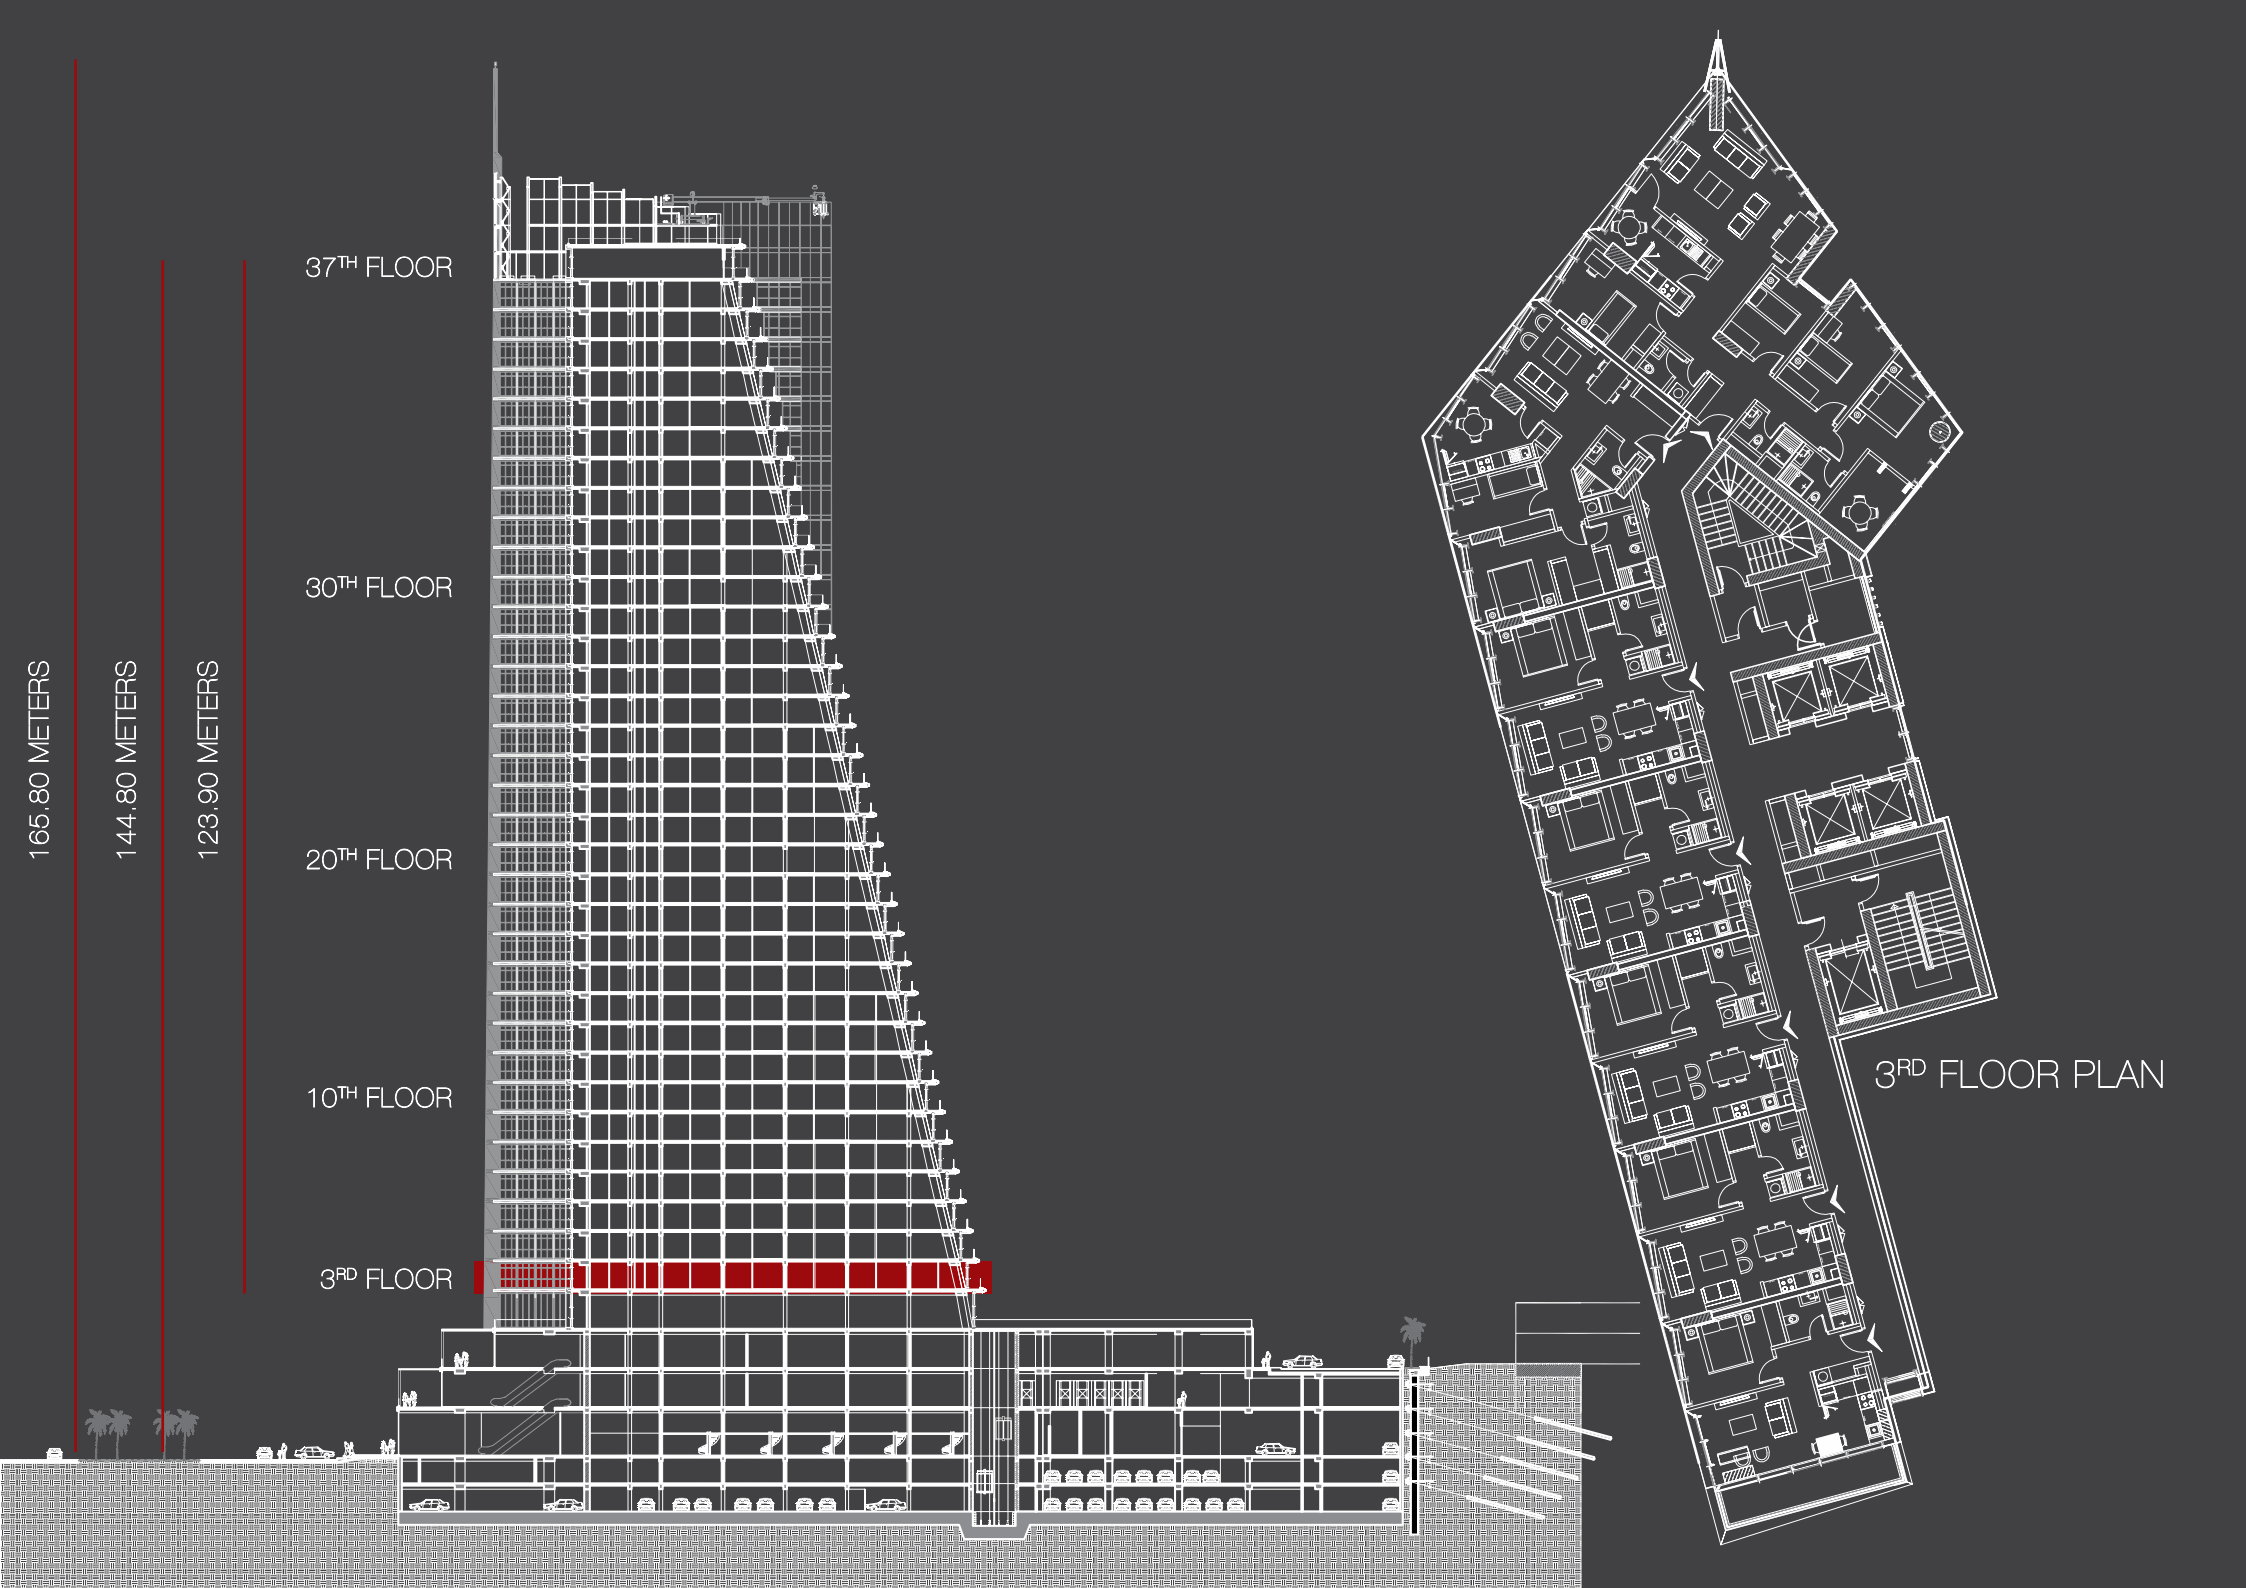 165.80 METERS
144.80 METERS
123.90 METERS
37TH FLOOR
30TH FLOOR
20TH FLOOR
10TH FLOOR
3RD FLOOR
3RD FLOOR PLAN